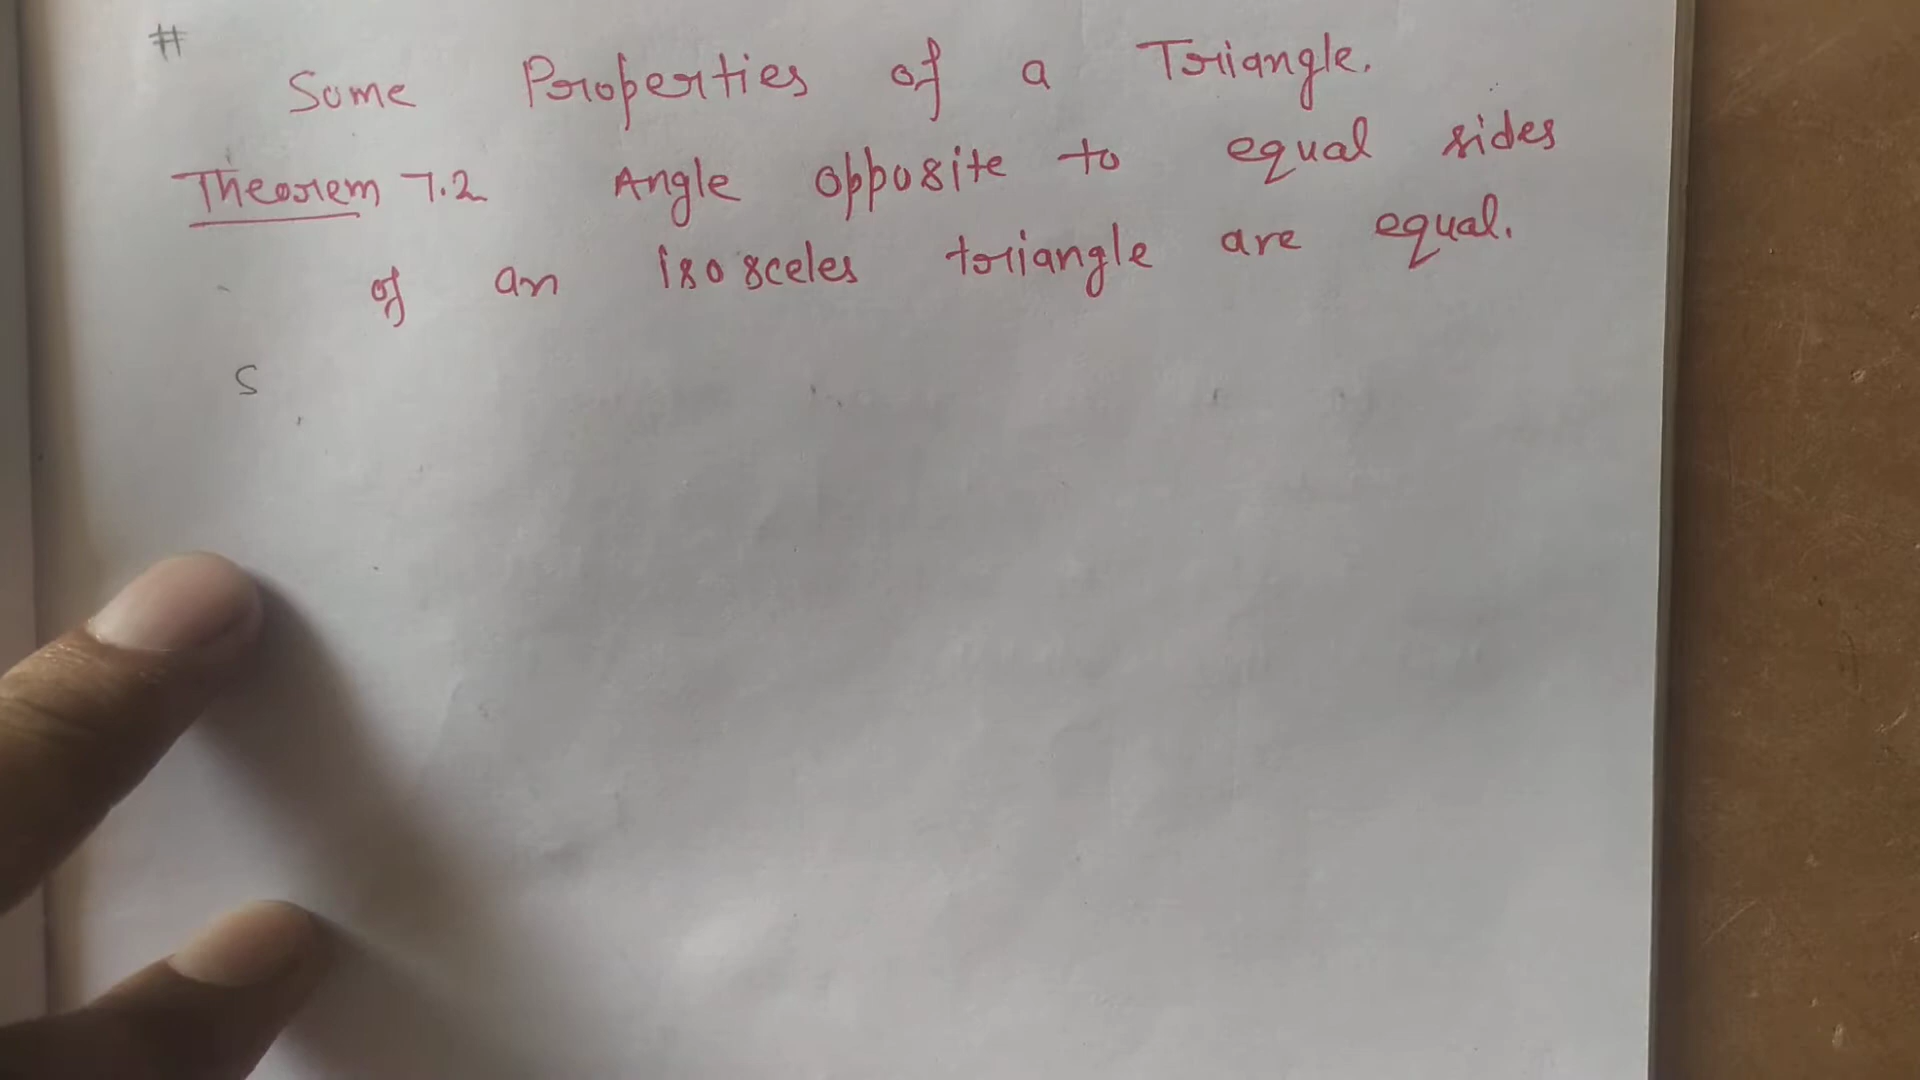 #
Some Properties of a Triangle.
Theorem 7.2 Angle opposite to equal sides
of an isosceles triangle are equal.
S